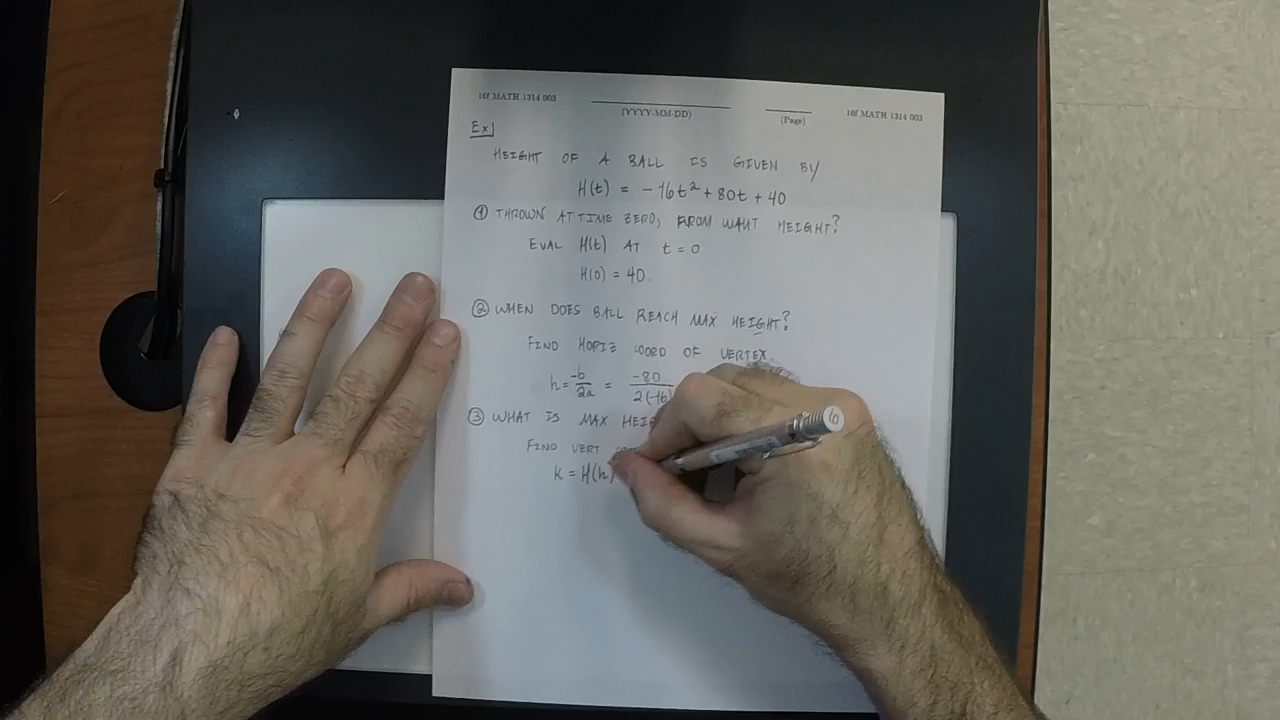 16f MATH 1314 003 (YYYY-MM-DD) (Page) 16f MATH 1314 003
Ex
HEIGHT OF A BALL IS GIVEN BY
H(t) = -16t² + 80t + 40
① THROWN AT TIME ZERO, FROM WHAT HEIGHT?
EVAL H(t) AT t = 0
H(0) = 40.
② WHEN DOES BALL REACH MAX HEIGHT?
FIND HORIZ COORD OF VERTEX.
h = -b/2a = -80/2(-16)
③ WHAT IS MAX
FIND VERT
k = H(h)